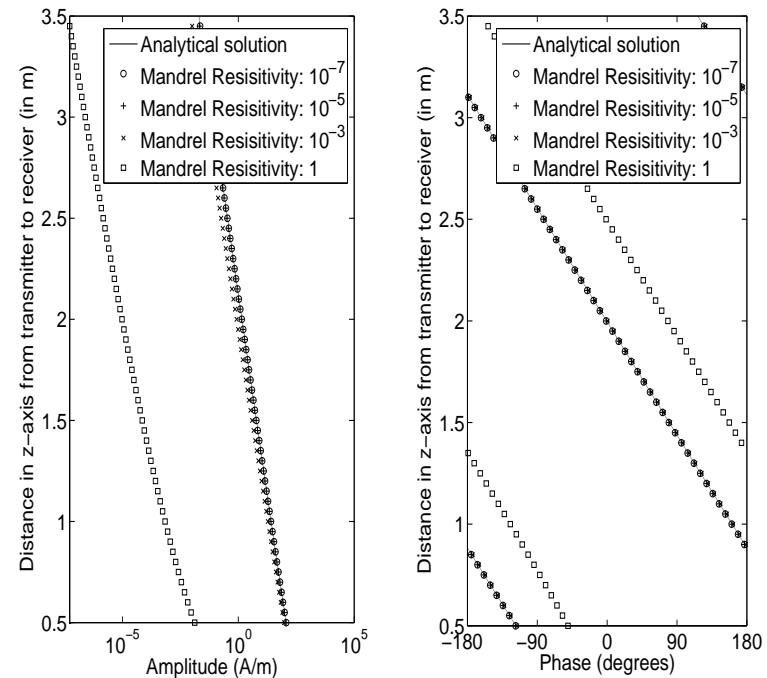 3.5
3
2.5
2
1.5
1
0.5
Distance in z−axis from transmitter to receiver (in m)
Analytical solution
Mandrel Resisitivity: 10⁻⁷
Mandrel Resisitivity: 10⁻⁵
Mandrel Resisitivity: 10⁻³
Mandrel Resisitivity: 1
10⁻⁵
10⁰
10⁵
Amplitude (A/m)
3.5
3
2.5
2
1.5
1
0.5
Distance in z−axis from transmitter to receiver (in m)
Analytical solution
Mandrel Resisitivity: 10⁻⁷
Mandrel Resisitivity: 10⁻⁵
Mandrel Resisitivity: 10⁻³
Mandrel Resisitivity: 1
−180
−90
0
90
180
Phase (degrees)